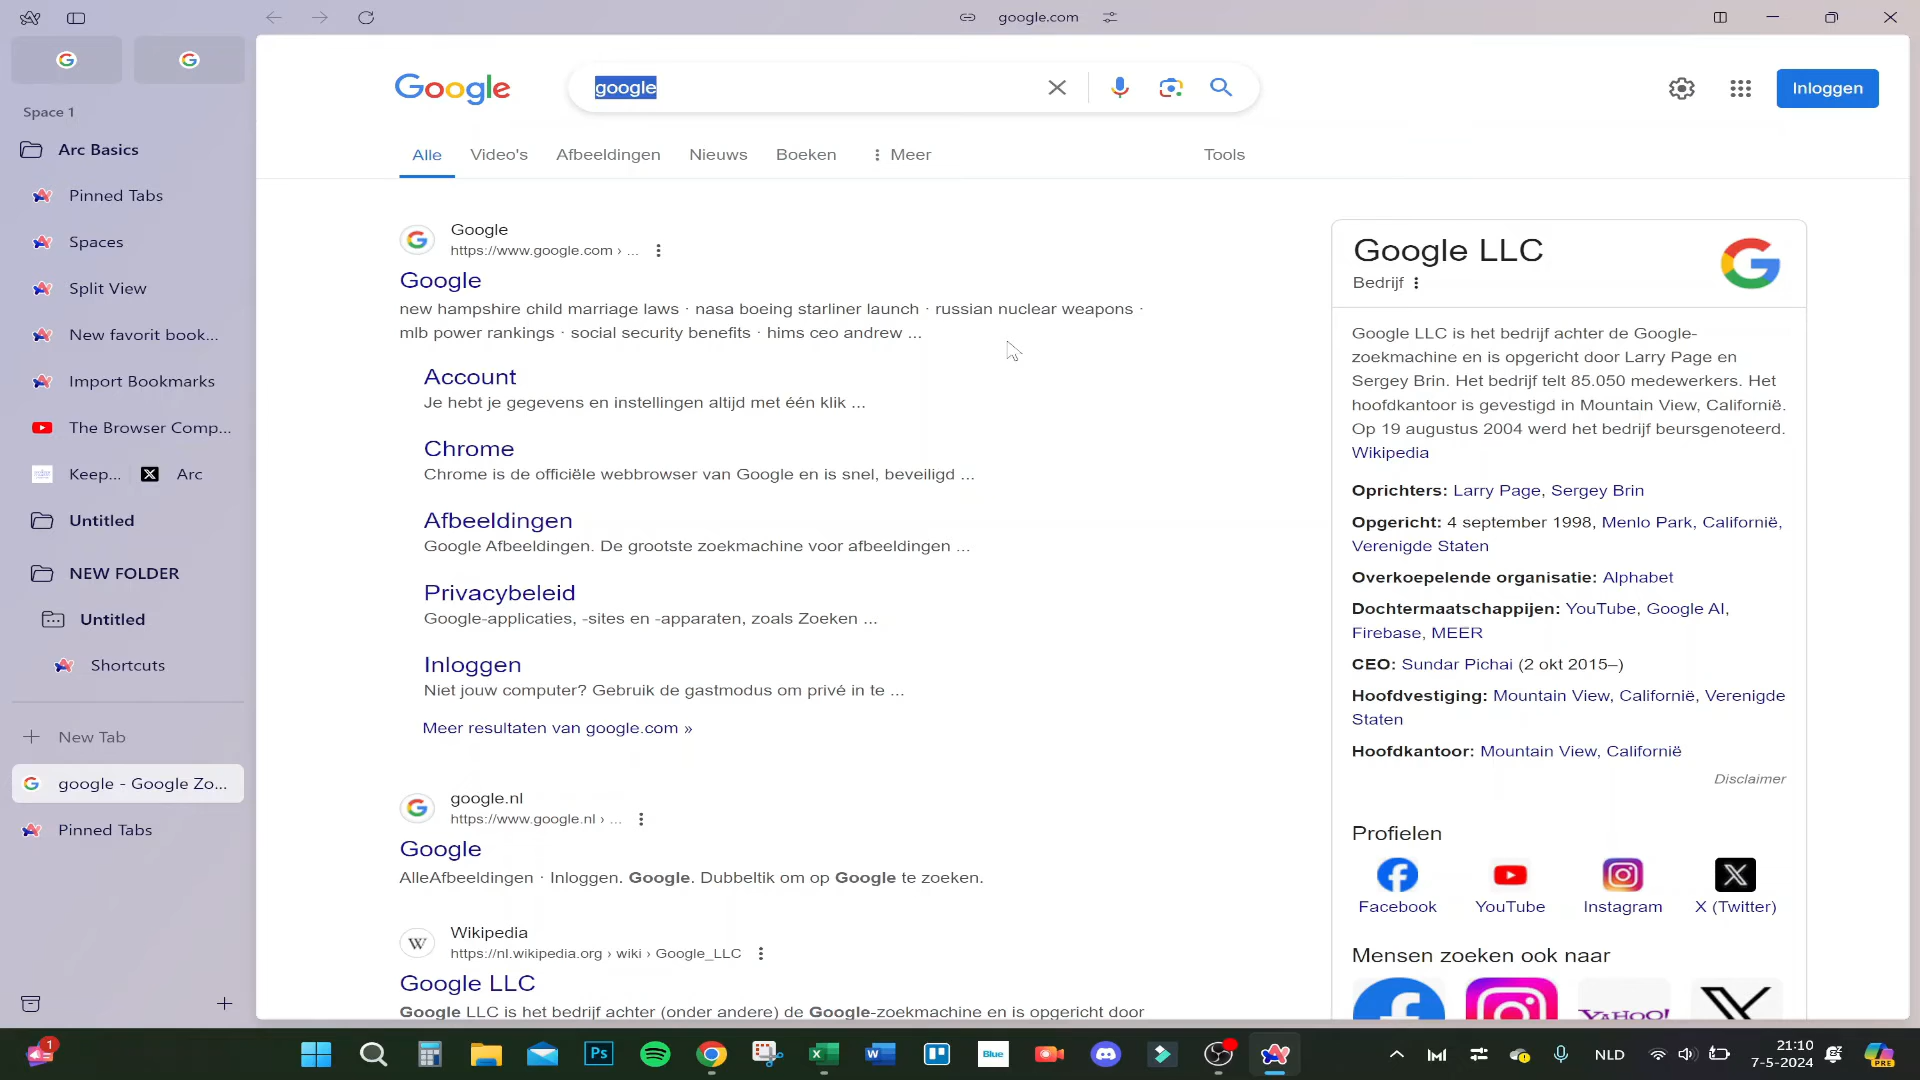 google.com
Space 1
Arc Basics
Pinned Tabs
Spaces
Split View
New favorit book...
Import Bookmarks
The Browser Comp...
Keep... Arc
Untitled
NEW FOLDER
Untitled
Shortcuts
New Tab
google - Google Zo...
Pinned Tabs
Google
google
Inloggen
Alle Video's Afbeeldingen Nieuws Boeken Meer Tools
Google
https://www.google.com › ...
Google
new hampshire child marriage laws · nasa boeing starliner launch · russian nuclear weapons ·
mlb power rankings · social security benefits · hims ceo andrew ...
Account
Je hebt je gegevens en instellingen altijd met één klik ...
Chrome
Chrome is de officiële webbrowser van Google en is snel, beveiligd ...
Afbeeldingen
Google Afbeeldingen. De grootste zoekmachine voor afbeeldingen ...
Privacybeleid
Google-applicaties, -sites en -apparaten, zoals Zoeken ...
Inloggen
Niet jouw computer? Gebruik de gastmodus om privé in te ...
Meer resultaten van google.com »
google.nl
https://www.google.nl › ...
Google
AlleAfbeeldingen · Inloggen. Google. Dubbeltik om op Google te zoeken.
Wikipedia
https://nl.wikipedia.org › wiki › Google_LLC
Google LLC
Google LLC is het bedrijf achter (onder andere) de Google-zoekmachine en is opgericht door
Google LLC
Bedrijf
Google LLC is het bedrijf achter de Google-
zoekmachine en is opgericht door Larry Page en
Sergey Brin. Het bedrijf telt 85.050 medewerkers. Het
hoofdkantoor is gevestigd in Mountain View, Californië.
Op 19 augustus 2004 werd het bedrijf beursgenoteerd.
Wikipedia
Oprichters: Larry Page, Sergey Brin
Opgericht: 4 september 1998, Menlo Park, Californië,
Verenigde Staten
Overkoepelende organisatie: Alphabet
Dochtermaatschappijen: YouTube, Google AI,
Firebase, MEER
CEO: Sundar Pichai (2 okt 2015–)
Hoofdvestiging: Mountain View, Californië, Verenigde
Staten
Hoofdkantoor: Mountain View, Californië
Disclaimer
Profielen
Facebook YouTube Instagram X (Twitter)
Mensen zoeken ook naar
YAHOO!
1
Ps
Blue
NLD
21:10
7-5-2024
PRE